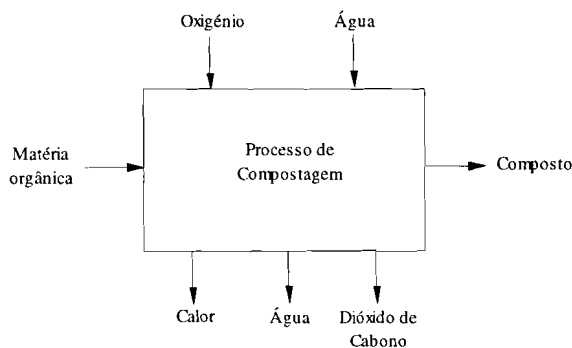 Oxigénio
Água
Matéria
orgânica
Processo de
Compostagem
Composto
Calor
Água
Dióxido de
Cabono